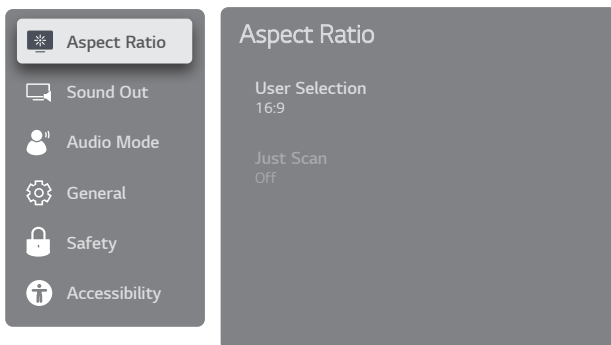 Aspect Ratio
Sound Out
Audio Mode
General
Safety
Accessibility
Aspect Ratio
User Selection
16:9
Just Scan
Off